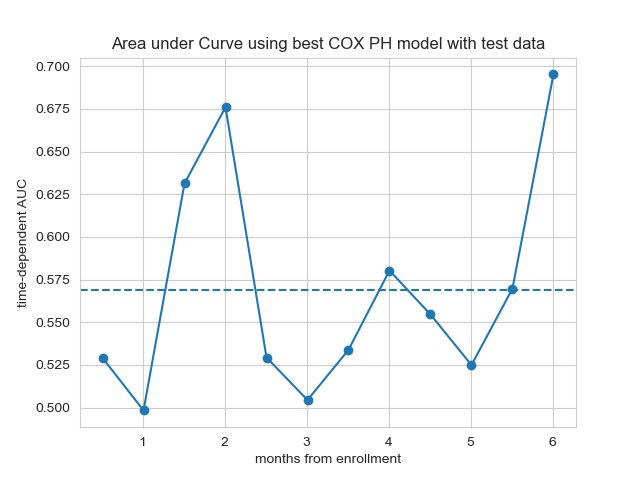 Area under Curve using best COX PH model with test data
time-dependent AUC
0.700
0.675
0.650
0.625
0.600
0.575
0.550
0.525
0.500
1 2 3 4 5 6
months from enrollment